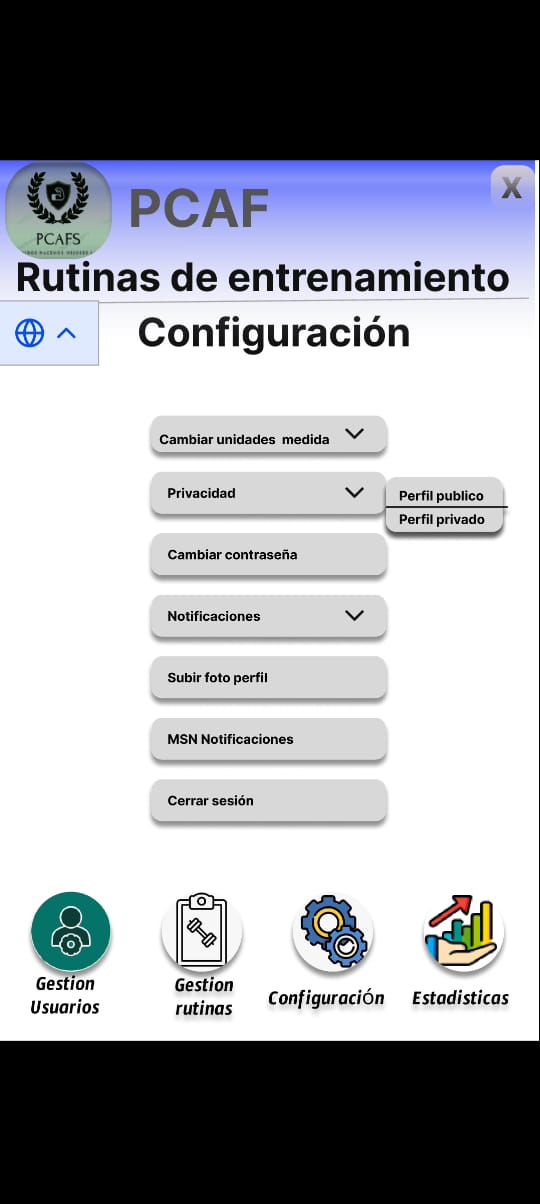 PCAF
X
PCAFS
Rutinas de entrenamiento
Configuración
Cambiar unidades medida
Privacidad
Perfil publico
Perfil privado
Cambiar contraseña
Notificaciones
Subir foto perfil
MSN Notificaciones
Cerrar sesión
Gestion
Usuarios
Gestion
rutinas
Configuración
Estadisticas